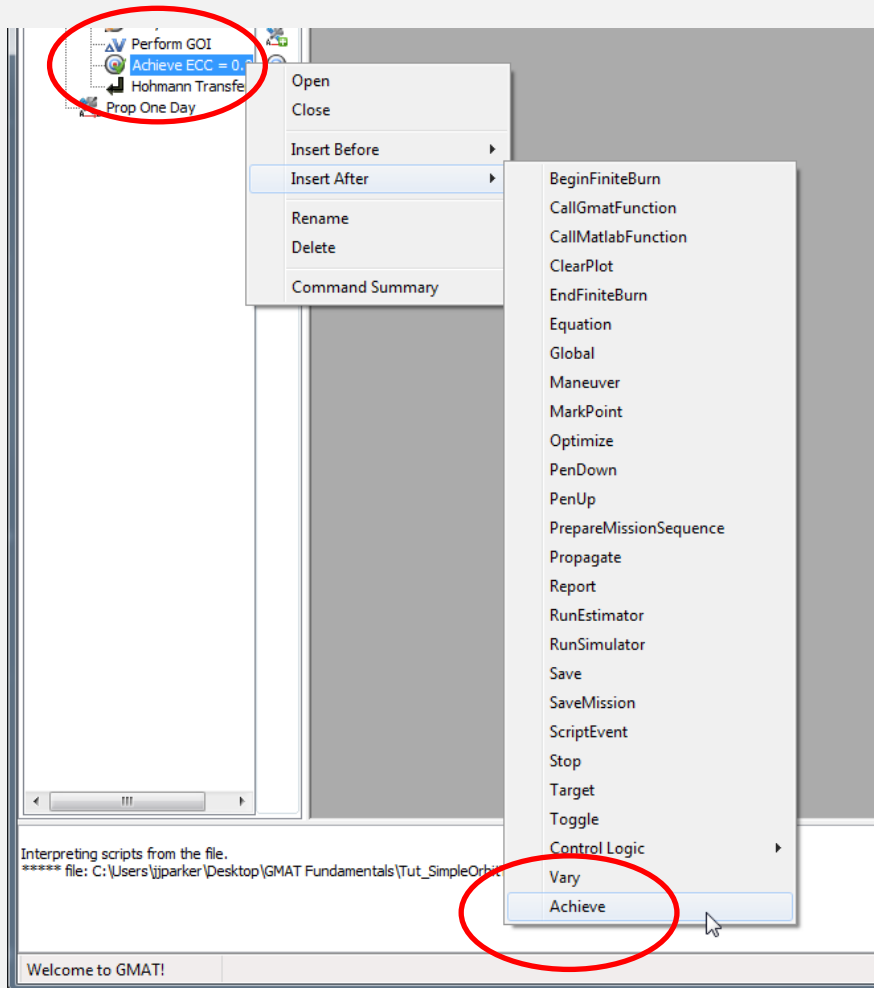 Perform GOI
Achieve ECC = 0.
Hohmann Transfe
Prop One Day
Open
Close
Insert Before
Insert After
Rename
Delete
Command Summary
BeginFiniteBurn
CallGmatFunction
CallMatlabFunction
ClearPlot
EndFiniteBurn
Equation
Global
Maneuver
MarkPoint
Optimize
PenDown
PenUp
PrepareMissionSequence
Propagate
Report
RunEstimator
RunSimulator
Save
SaveMission
ScriptEvent
Stop
Target
Toggle
Control Logic
Vary
Achieve
Interpreting scripts from the file.
***** file: C:\Users\jjparker\Desktop\GMAT Fundamentals\Tut_SimpleOrbit
Welcome to GMAT!